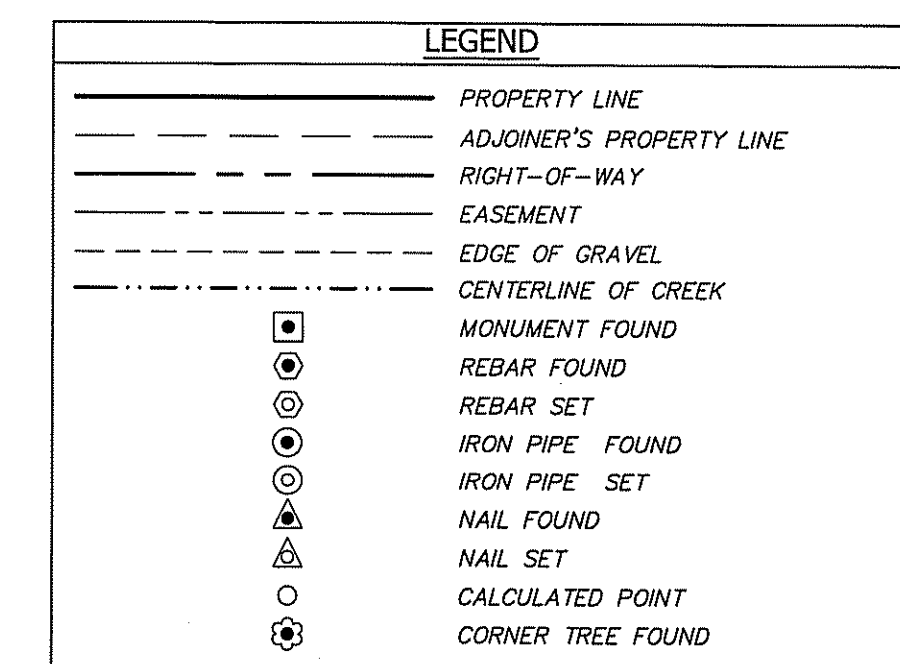 LEGEND
PROPERTY LINE
ADJOINER'S PROPERTY LINE
RIGHT-OF-WAY
EASEMENT
EDGE OF GRAVEL
CENTERLINE OF CREEK
MONUMENT FOUND
REBAR FOUND
REBAR SET
IRON PIPE FOUND
IRON PIPE SET
NAIL FOUND
NAIL SET
CALCULATED POINT
CORNER TREE FOUND